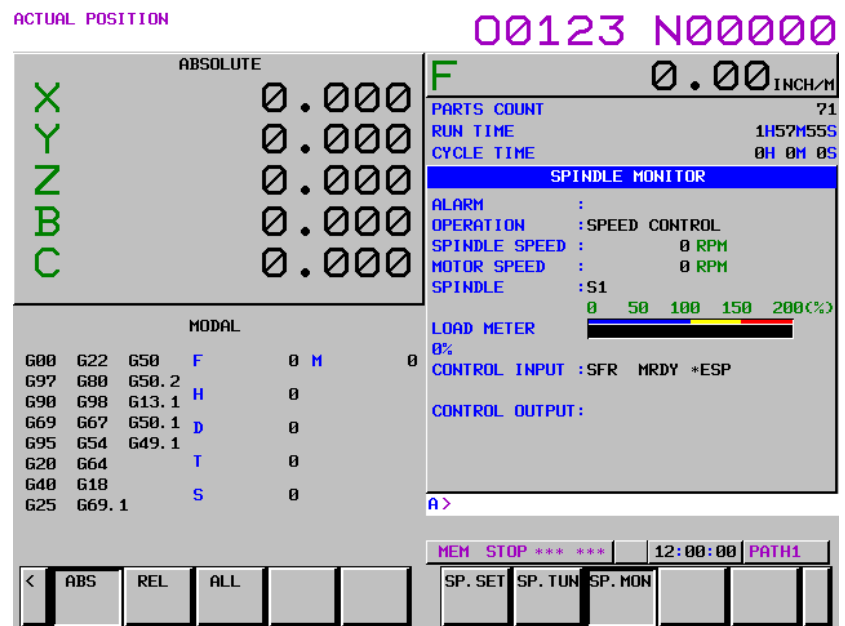 ACTUAL POSITION
O0123 N00000
ABSOLUTE
X 0.000
Y 0.000
Z 0.000
B 0.000
C 0.000
F 0.00 INCH/M
PARTS COUNT 71
RUN TIME 1H57M55S
CYCLE TIME 0H 0M 0S
SPINDLE MONITOR
ALARM :
OPERATION :SPEED CONTROL
SPINDLE SPEED : 0 RPM
MOTOR SPEED : 0 RPM
SPINDLE :S1
0 50 100 150 200(%)
LOAD METER
0%
CONTROL INPUT :SFR MRDY *ESP
CONTROL OUTPUT:
MODAL
G00 G22 G50 F 0 M 0
G97 G80 G50.2
G90 G98 G13.1 H 0
G69 G67 G50.1 D 0
G95 G54 G49.1
G20 G64 T 0
G40 G18
G25 G69.1 S 0
A>
MEM STOP *** *** 12:00:00 PATH1
< ABS REL ALL SP.SET SP.TUN SP.MON